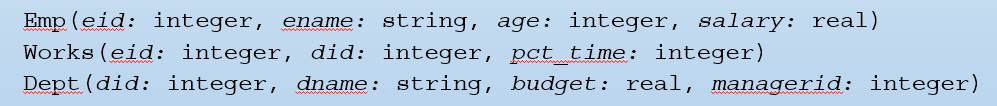 Emp(eid: integer, ename: string, age: integer, salary: real)
Works(eid: integer, did: integer, pct_time: integer)
Dept(did: integer, dname: string, budget: real, managerid: integer)